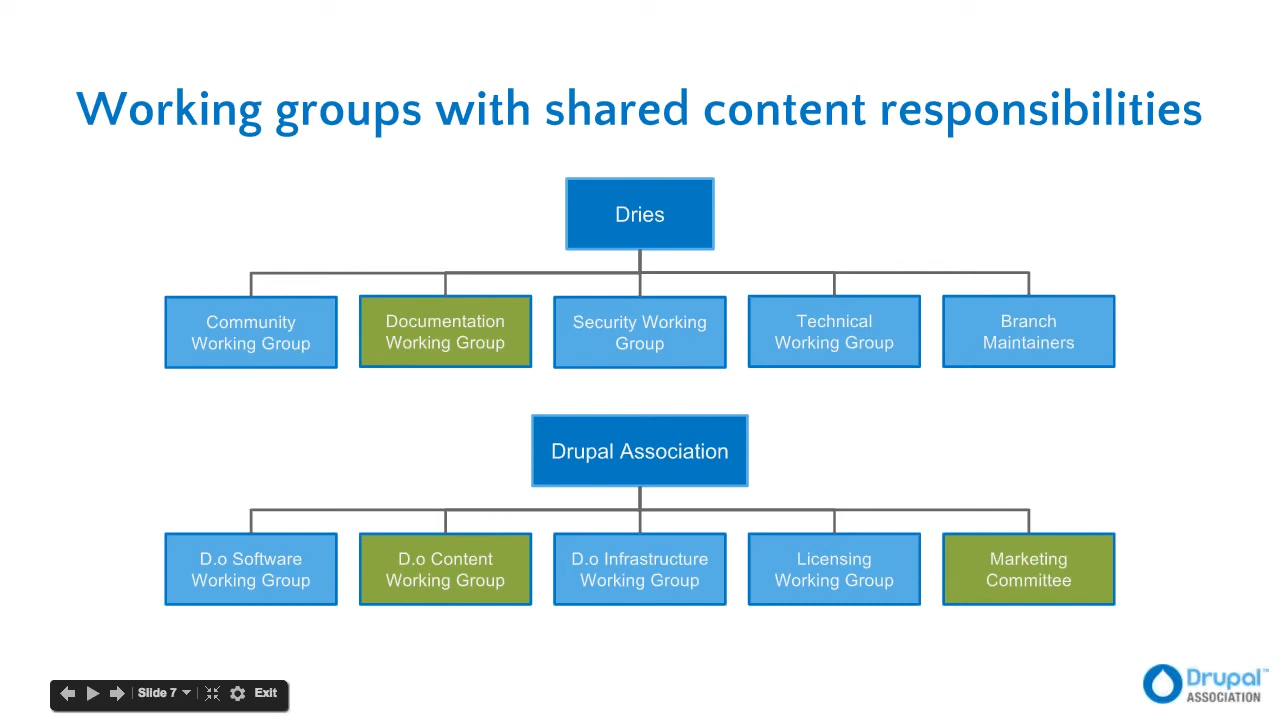 Working groups with shared content responsibilities
Dries
Community
Working Group
Documentation
Working Group
Security Working
Group
Technical
Working Group
Branch
Maintainers
Drupal Association
D.o Software
Working Group
D.o Content
Working Group
D.o Infrastructure
Working Group
Licensing
Working Group
Marketing
Committee
Slide 7
Exit
Drupal™
ASSOCIATION